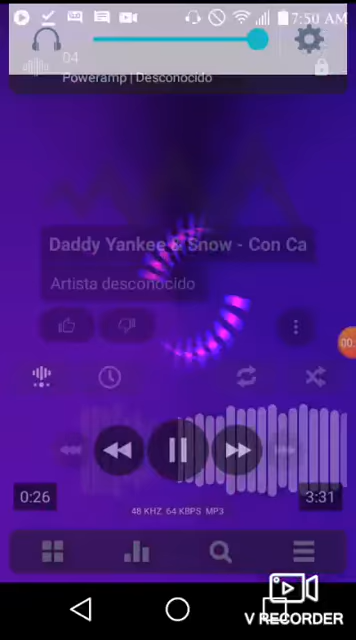 7:50 AM
04
Poweramp | Desconocido
Daddy Yankee & Snow - Con Ca
Artista desconocido
00:
0:26
3:31
48 KHZ 64 KBPS MP3
V RECORDER